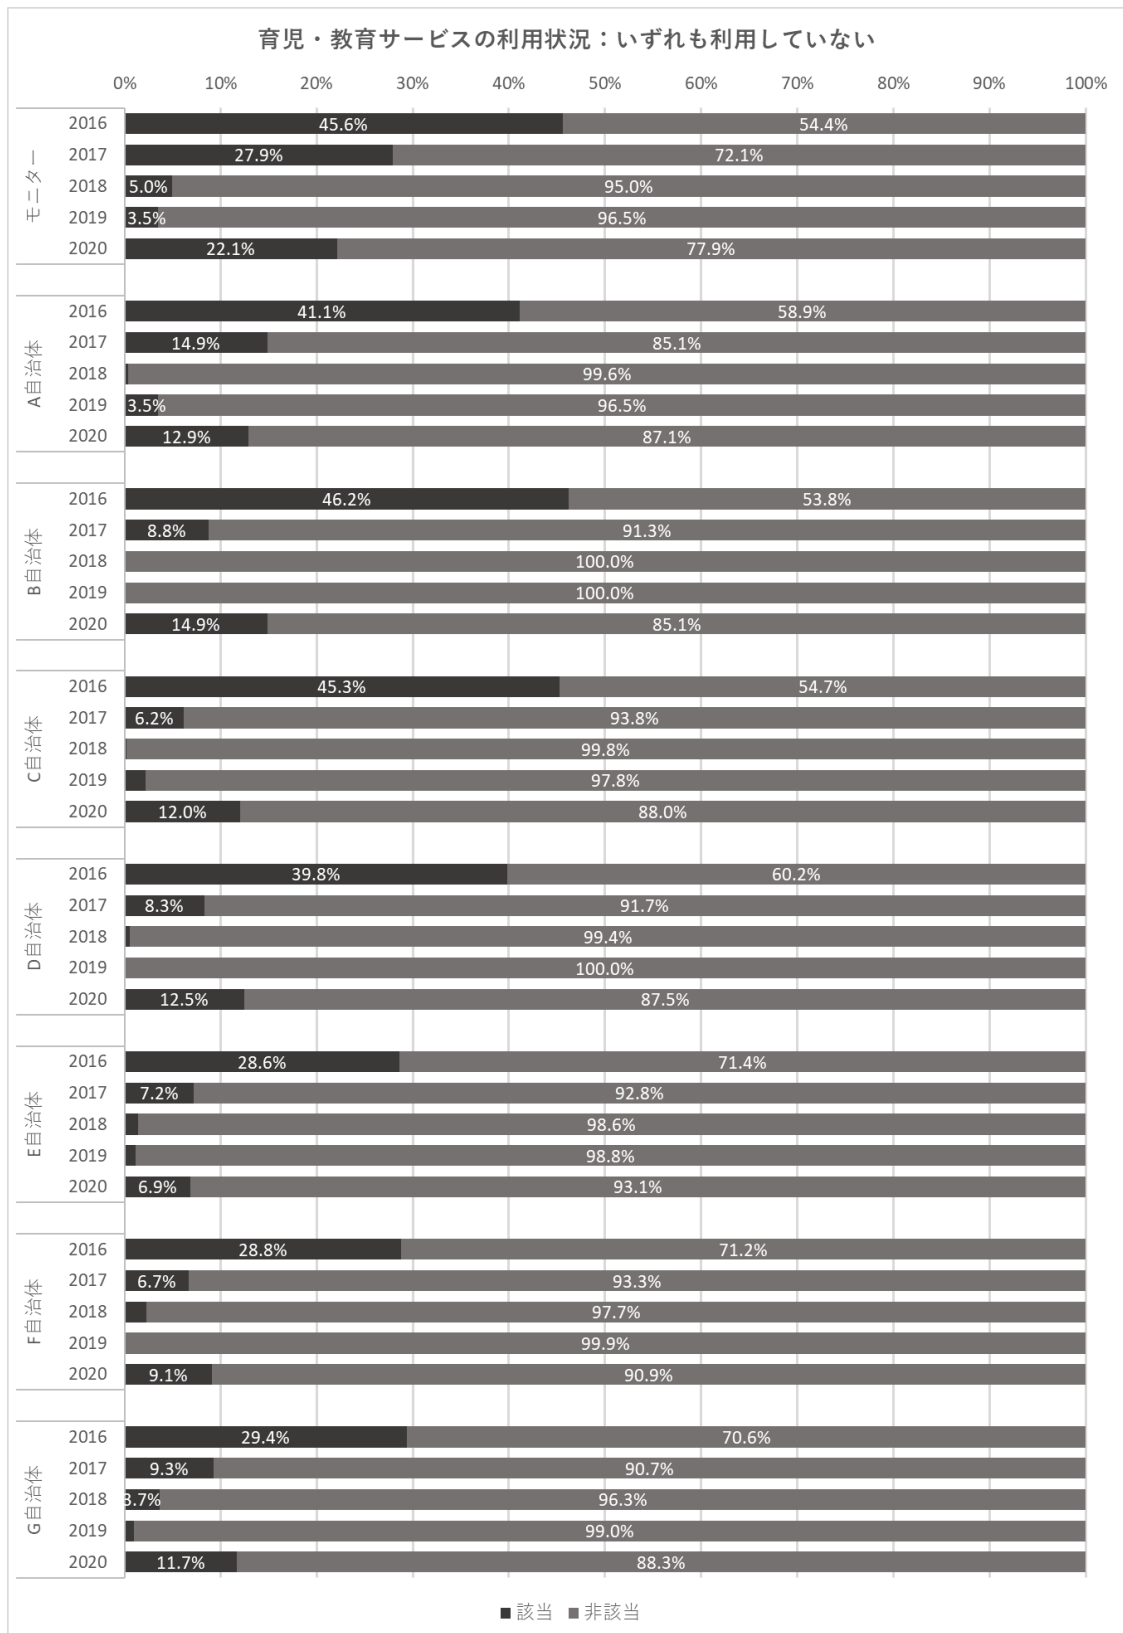 育児・教育サービスの利用状況：いずれも利用していない
0% 10% 20% 30% 40% 50% 60% 70% 80% 90% 100%
モニター
2016 45.6% 54.4%
2017 27.9% 72.1%
2018 5.0% 95.0%
2019 3.5% 96.5%
2020 22.1% 77.9%
A自治体
2016 41.1% 58.9%
2017 14.9% 85.1%
2018 99.6%
2019 3.5% 96.5%
2020 12.9% 87.1%
B自治体
2016 46.2% 53.8%
2017 8.8% 91.3%
2018 100.0%
2019 100.0%
2020 14.9% 85.1%
C自治体
2016 45.3% 54.7%
2017 6.2% 93.8%
2018 99.8%
2019 97.8%
2020 12.0% 88.0%
D自治体
2016 39.8% 60.2%
2017 8.3% 91.7%
2018 99.4%
2019 100.0%
2020 12.5% 87.5%
E自治体
2016 28.6% 71.4%
2017 7.2% 92.8%
2018 98.6%
2019 98.8%
2020 6.9% 93.1%
F自治体
2016 28.8% 71.2%
2017 6.7% 93.3%
2018 97.7%
2019 99.9%
2020 9.1% 90.9%
G自治体
2016 29.4% 70.6%
2017 9.3% 90.7%
2018 3.7% 96.3%
2019 99.0%
2020 11.7% 88.3%
該当 非該当